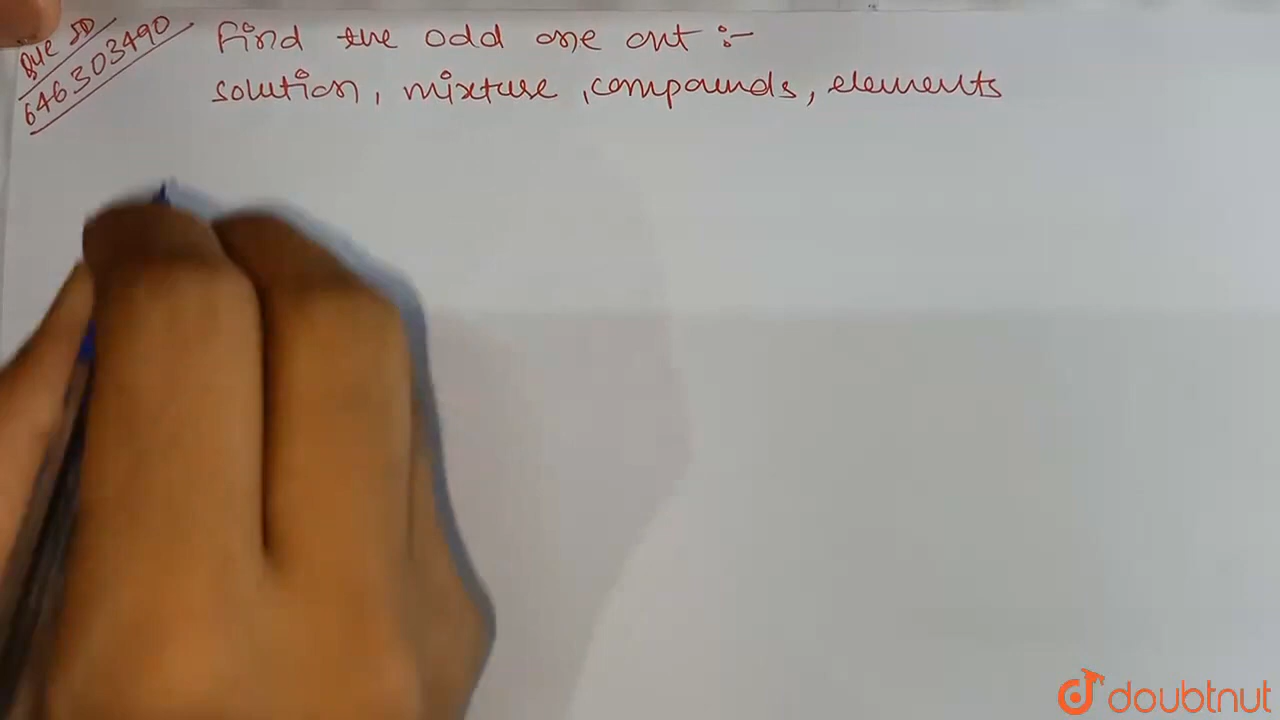 Que ID
646303490
Find the odd one out :-
solution, mixture, compounds, elements
doubtnut